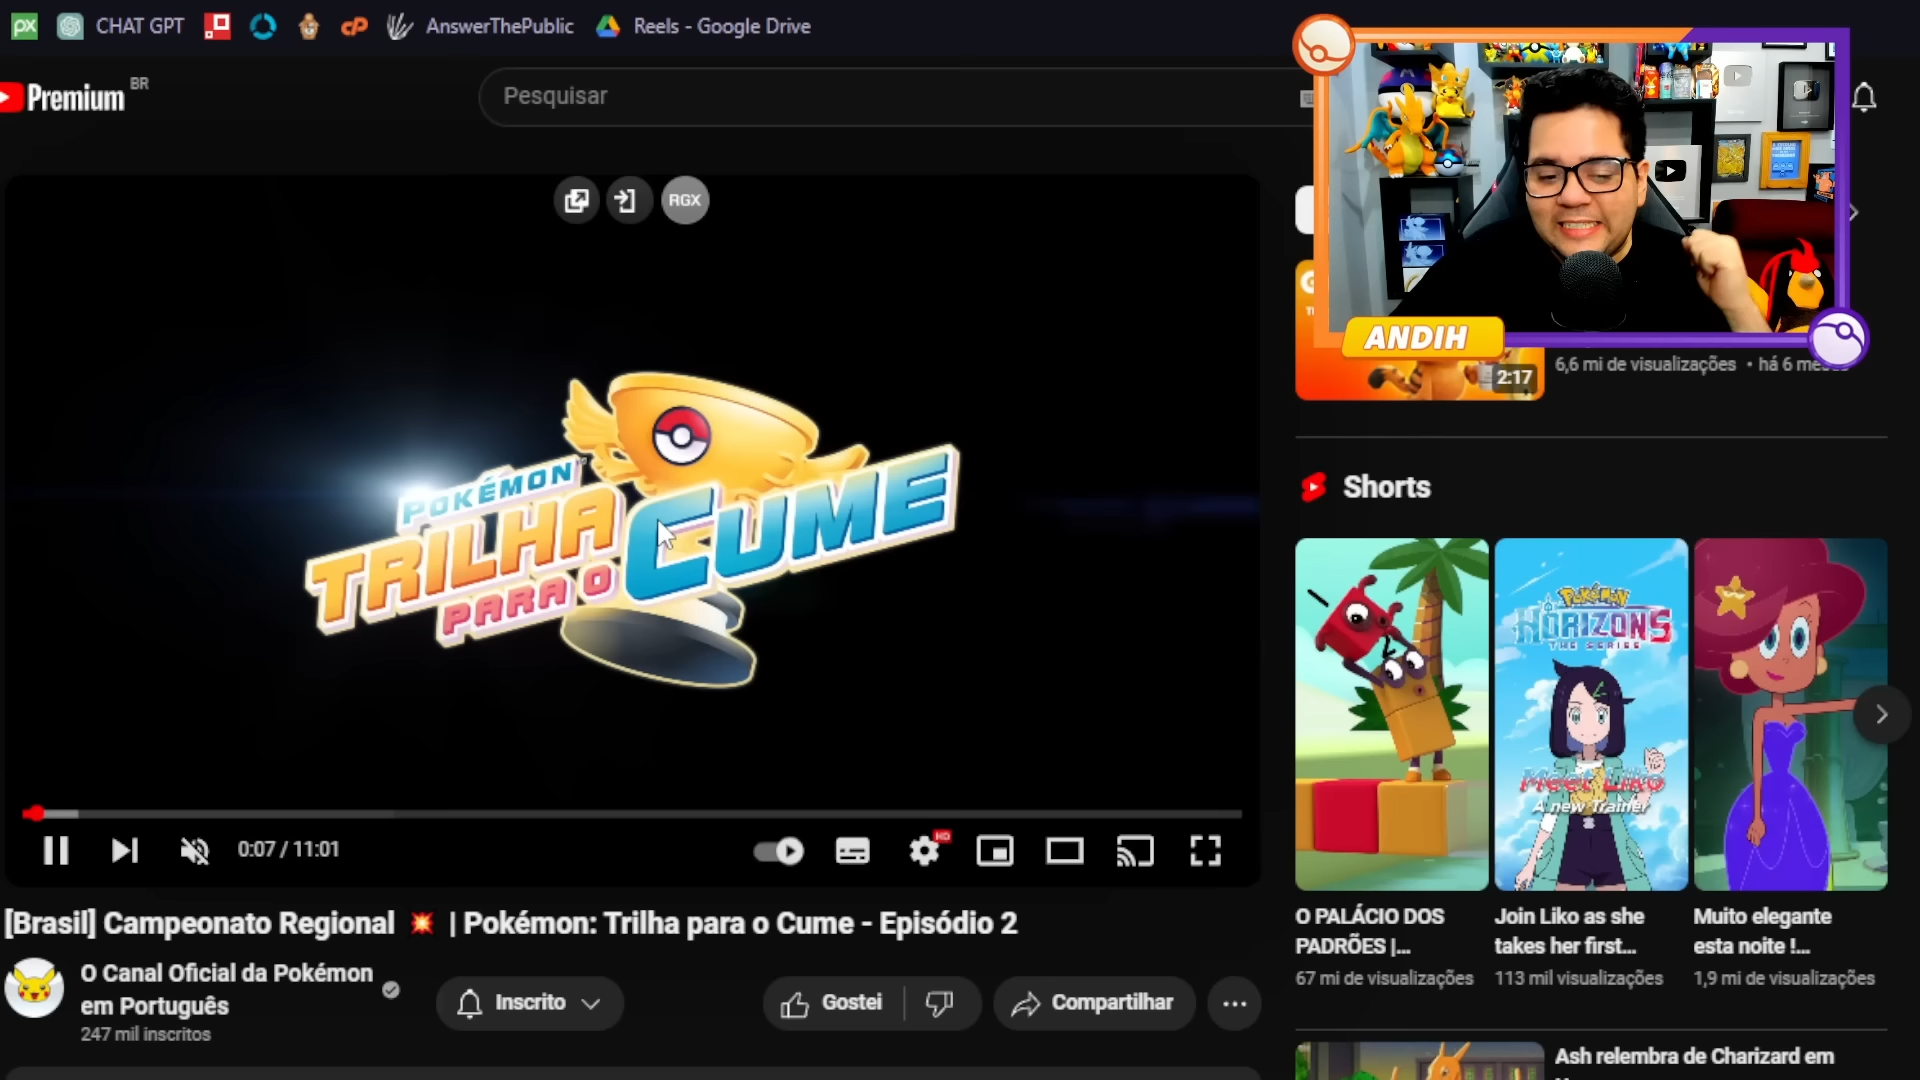 CHAT GPT
AnswerThePublic
Reels - Google Drive
Premium BR
Pesquisar
RGX
ANDIH
2:17
6,6 mi de visualizações
POKÉMON
TRILHA
PARA O
CUME
Shorts
POKÉMON
HORIZONS
THE SERIES
Meet Liko
A new Trainer
0:07 / 11:01
HD
[Brasil] Campeonato Regional 💥 | Pokémon: Trilha para o Cume - Episódio 2
O PALÁCIO DOS
PADRÕES |...
67 mi de visualizações
Join Liko as she
takes her first...
113 mil visualizações
Muito elegante
esta noite !...
1,9 mi de visualizações
O Canal Oficial da Pokémon
em Português
247 mil inscritos
Inscrito
Gostei
Compartilhar
Ash relembra de Charizard em